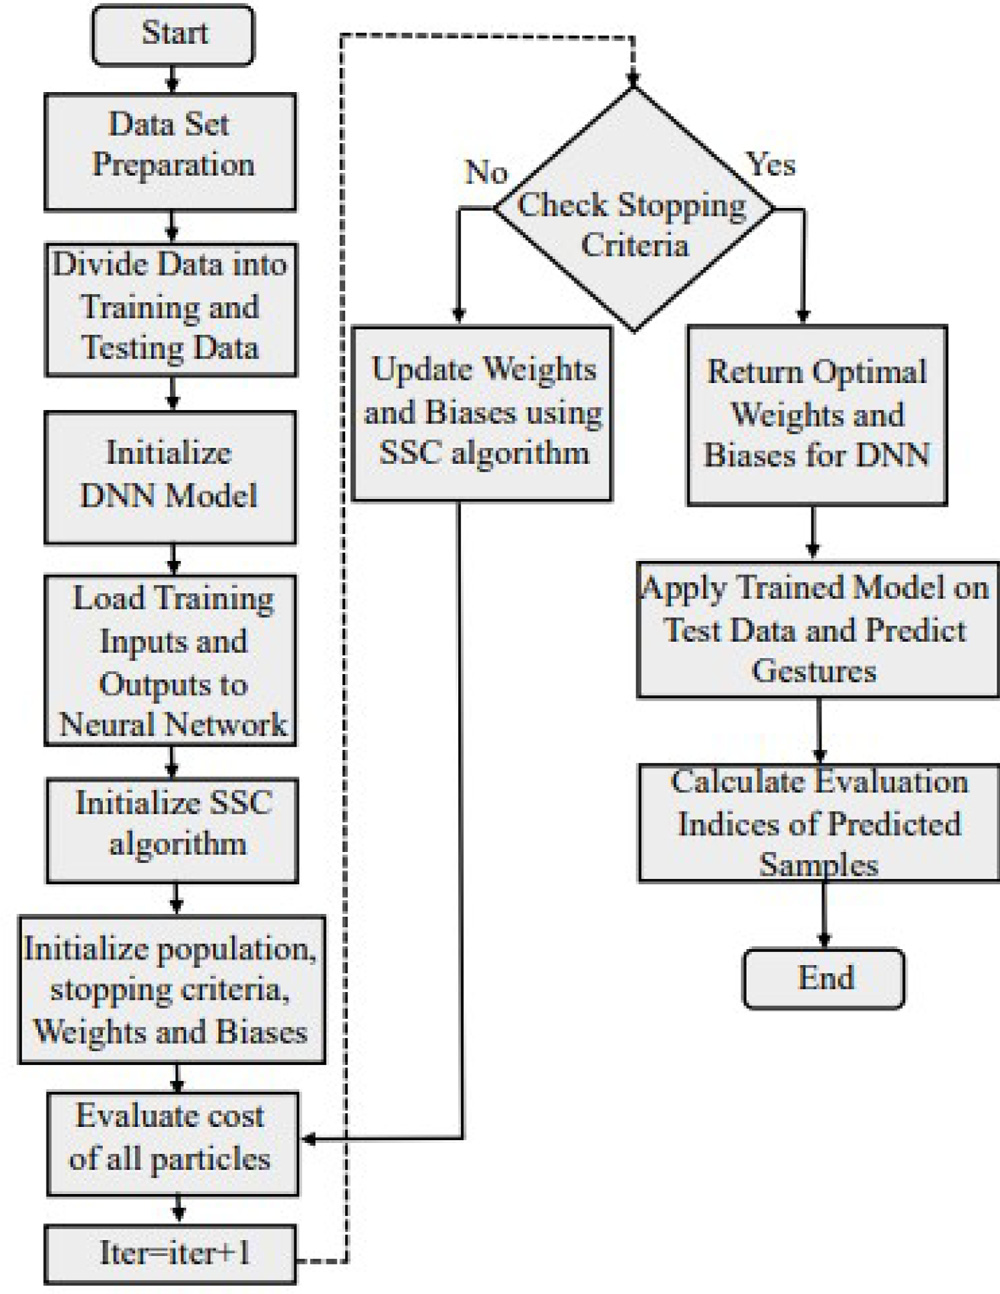 Start
Data Set
Preparation
Divide Data into
Training and
Testing Data
Initialize
DNN Model
Load Training
Inputs and
Outputs to
Neural Network
Initialize SSC
algorithm
Initialize population,
stopping criteria,
Weights and Biases
Evaluate cost
of all particles
Iter=iter+1
No
Yes
Check Stopping
Criteria
Update Weights
and Biases using
SSC algorithm
Return Optimal
Weights and
Biases for DNN
Apply Trained Model on
Test Data and Predict
Gestures
Calculate Evaluation
Indices of Predicted
Samples
End